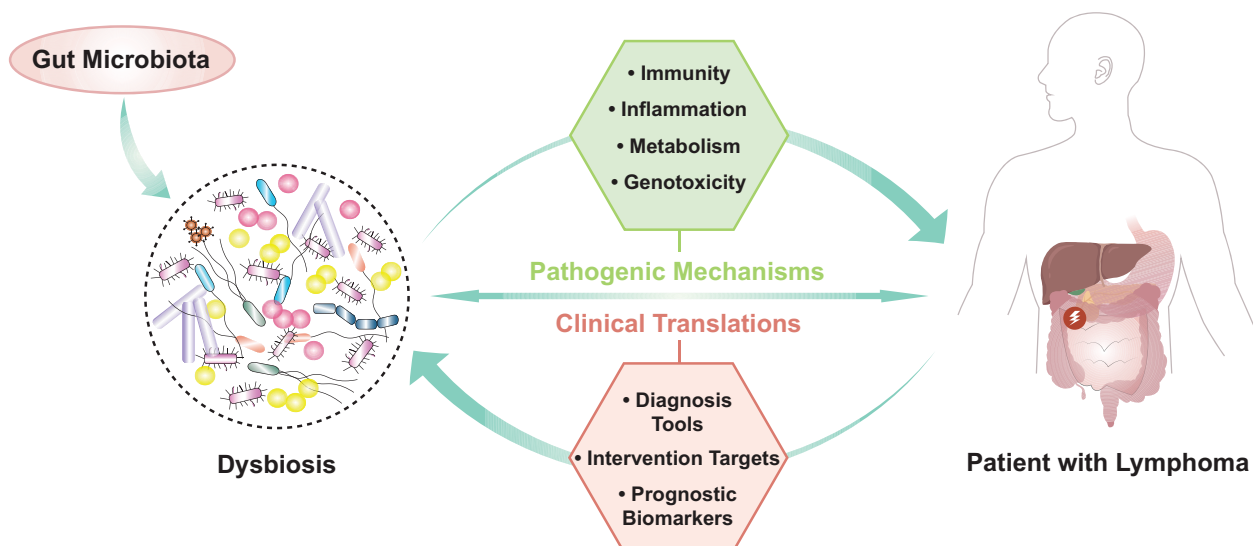 Gut Microbiota
• Immunity
• Inflammation
• Metabolism
• Genotoxicity
Pathogenic Mechanisms
Clinical Translations
• Diagnosis
Tools
• Intervention Targets
• Prognostic
Biomarkers
Dysbiosis
Patient with Lymphoma